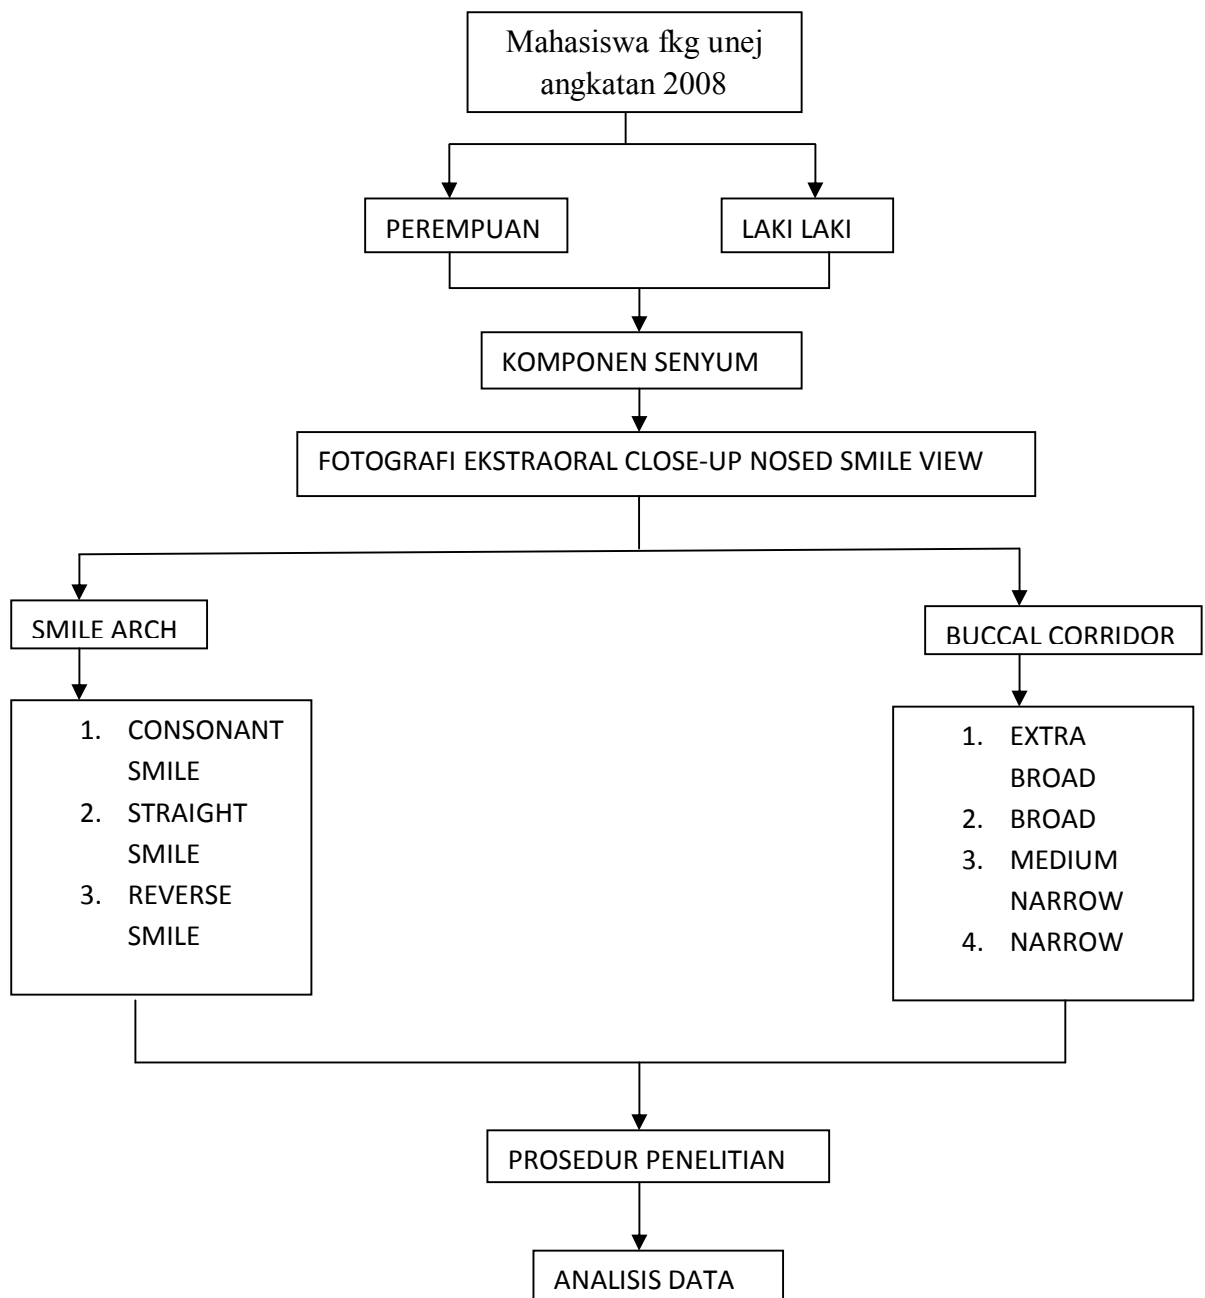 Mahasiswa fkg unej
angkatan 2008
PEREMPUAN
LAKI LAKI
KOMPONEN SENYUM
FOTOGRAFI EKSTRAORAL CLOSE-UP NOSED SMILE VIEW
SMILE ARCH
BUCCAL CORRIDOR
1. CONSONANT
SMILE
2. STRAIGHT
SMILE
3. REVERSE
SMILE
1. EXTRA
BROAD
2. BROAD
3. MEDIUM
NARROW
4. NARROW
PROSEDUR PENELITIAN
ANALISIS DATA